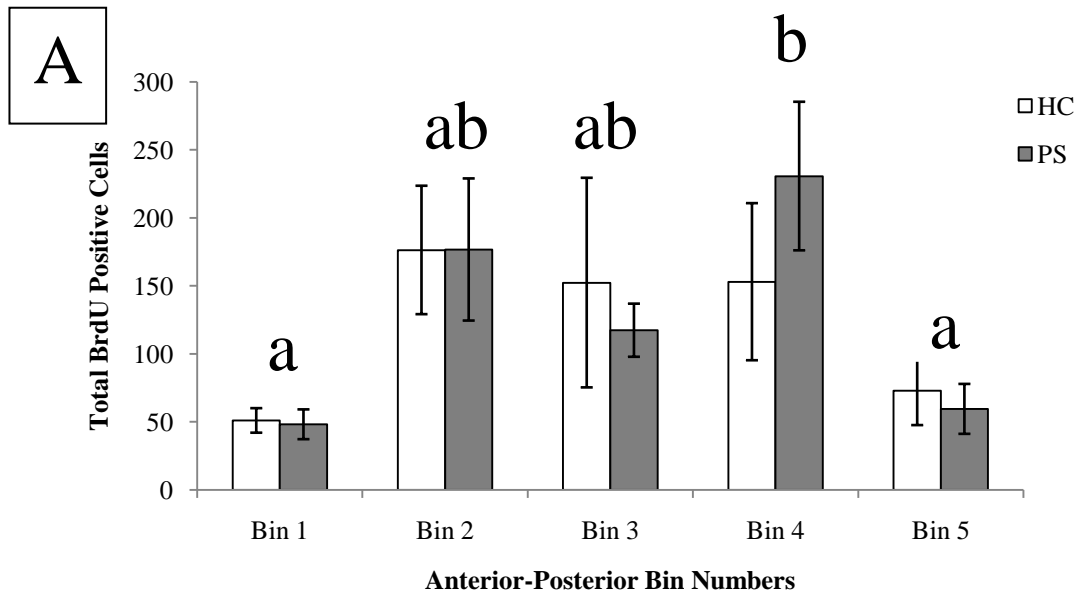 A
b
300
HC
ab
ab
PS
250
200
150
a
100
a
50
0
Total BrdU Positive Cells
Bin 1
Bin 2
Bin 3
Bin 4
Bin 5
Anterior-Posterior Bin Numbers